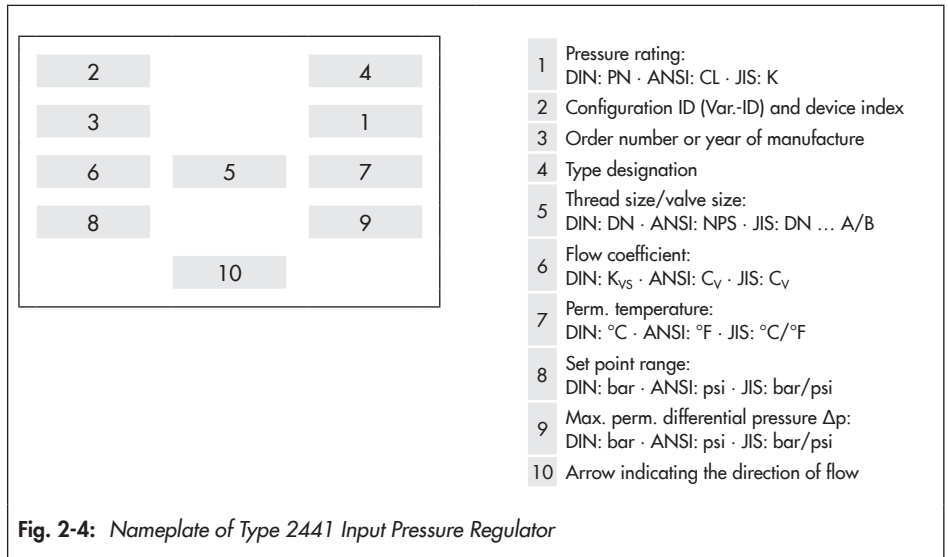 2 4
3 1
6 5 7
8 9
10
1 Pressure rating:
DIN: PN · ANSI: CL · JIS: K
2 Configuration ID (Var.-ID) and device index
3 Order number or year of manufacture
4 Type designation
5 Thread size/valve size:
DIN: DN · ANSI: NPS · JIS: DN … A/B
6 Flow coefficient:
DIN: KVS · ANSI: CV · JIS: CV
7 Perm. temperature:
DIN: °C · ANSI: °F · JIS: °C/°F
8 Set point range:
DIN: bar · ANSI: psi · JIS: bar/psi
9 Max. perm. differential pressure Δp:
DIN: bar · ANSI: psi · JIS: bar/psi
10 Arrow indicating the direction of flow
Fig. 2-4: Nameplate of Type 2441 Input Pressure Regulator